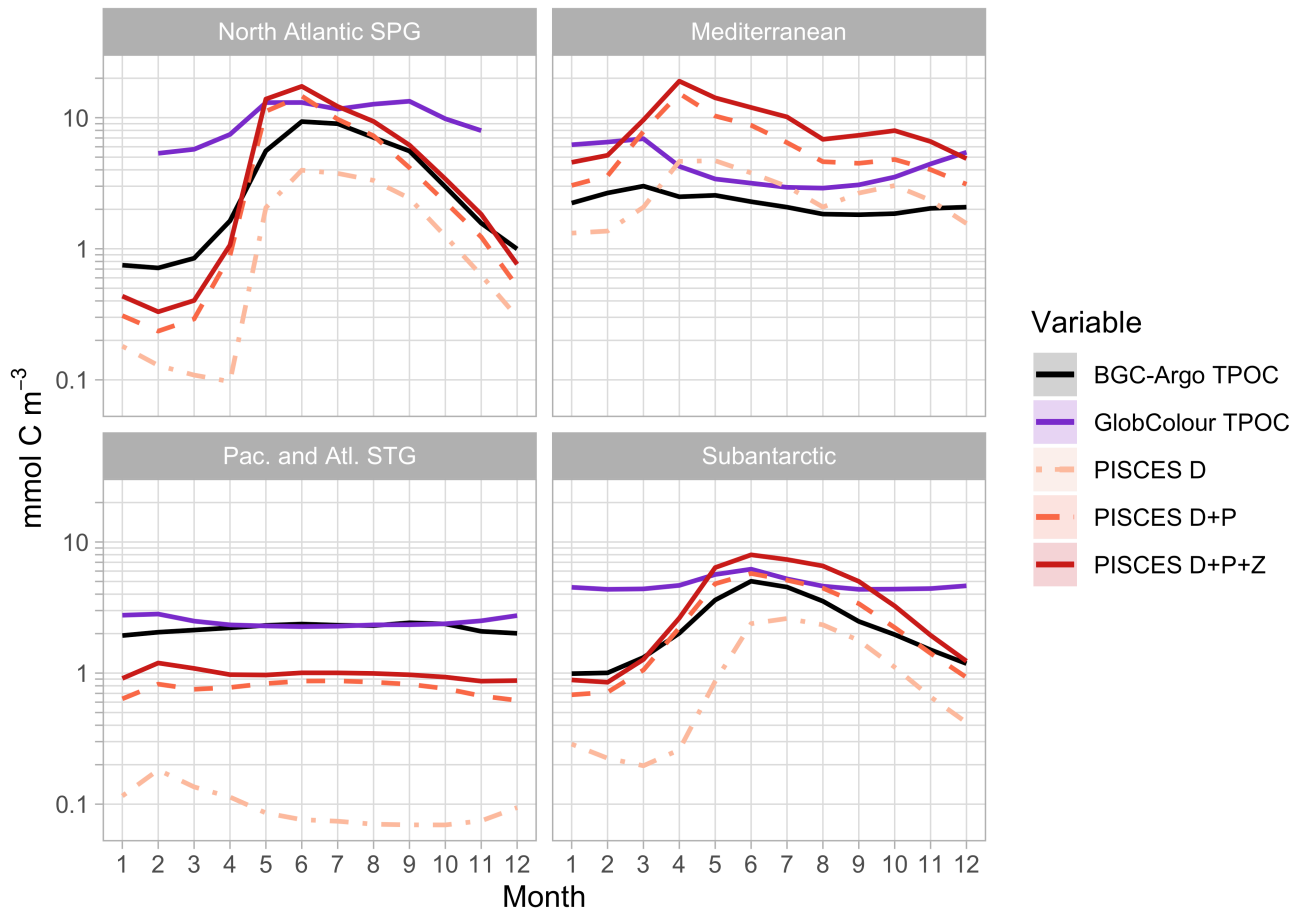 North Atlantic SPG
Mediterranean
10
1
0.1
Pac. and Atl. STG
Subantarctic
10
1
0.1
mmol C m⁻³
1 2 3 4 5 6 7 8 9 10 11 12
1 2 3 4 5 6 7 8 9 10 11 12
Month
Variable
BGC-Argo TPOC
GlobColour TPOC
PISCES D
PISCES D+P
PISCES D+P+Z